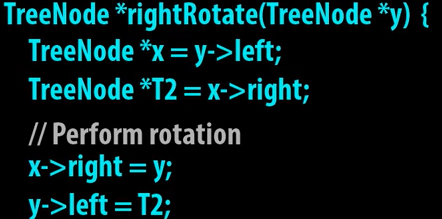 TreeNode *rightRotate(TreeNode *y) {
TreeNode *x = y->left;
TreeNode *T2 = x->right;
// Perform rotation
x->right = y;
y->left = T2;